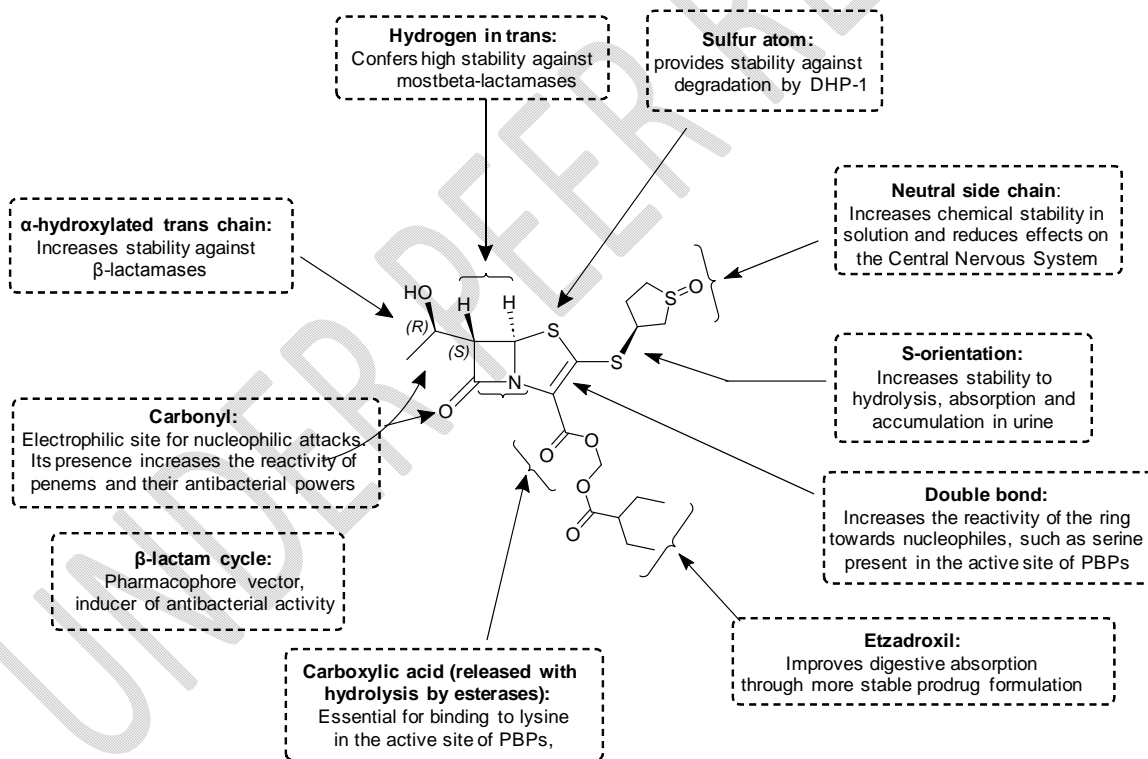 Hydrogen in trans:
Confers high stability against
mostbeta-lactamases
Sulfur atom:
provides stability against
degradation by DHP-1
Neutral side chain:
Increases chemical stability in
solution and reduces effects on
the Central Nervous System
α-hydroxylated trans chain:
Increases stability against
β-lactamases
HO
H
H
(R)
(S)
S
S
S=O
N
O
O
O
O
O
S-orientation:
Increases stability to
hydrolysis, absorption and
accumulation in urine
Carbonyl:
Electrophilic site for nucleophilic attacks.
Its presence increases the reactivity of
penems and their antibacterial powers
Double bond:
Increases the reactivity of the ring
towards nucleophiles, such as serine
present in the active site of PBPs
β-lactam cycle:
Pharmacophore vector,
inducer of antibacterial activity
Etzadroxil:
Improves digestive absorption
through more stable prodrug formulation
Carboxylic acid (released with
hydrolysis by esterases):
Essential for binding to lysine
in the active site of PBPs,
UNDER PEER RE